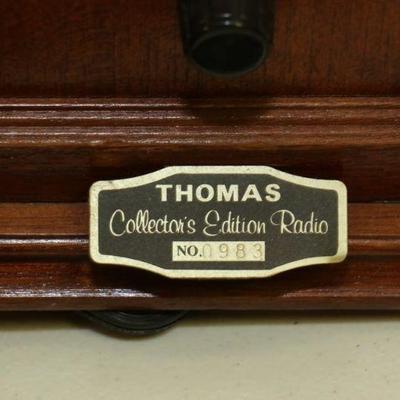 THOMAS
Collector's Edition Radio
NO. 0983